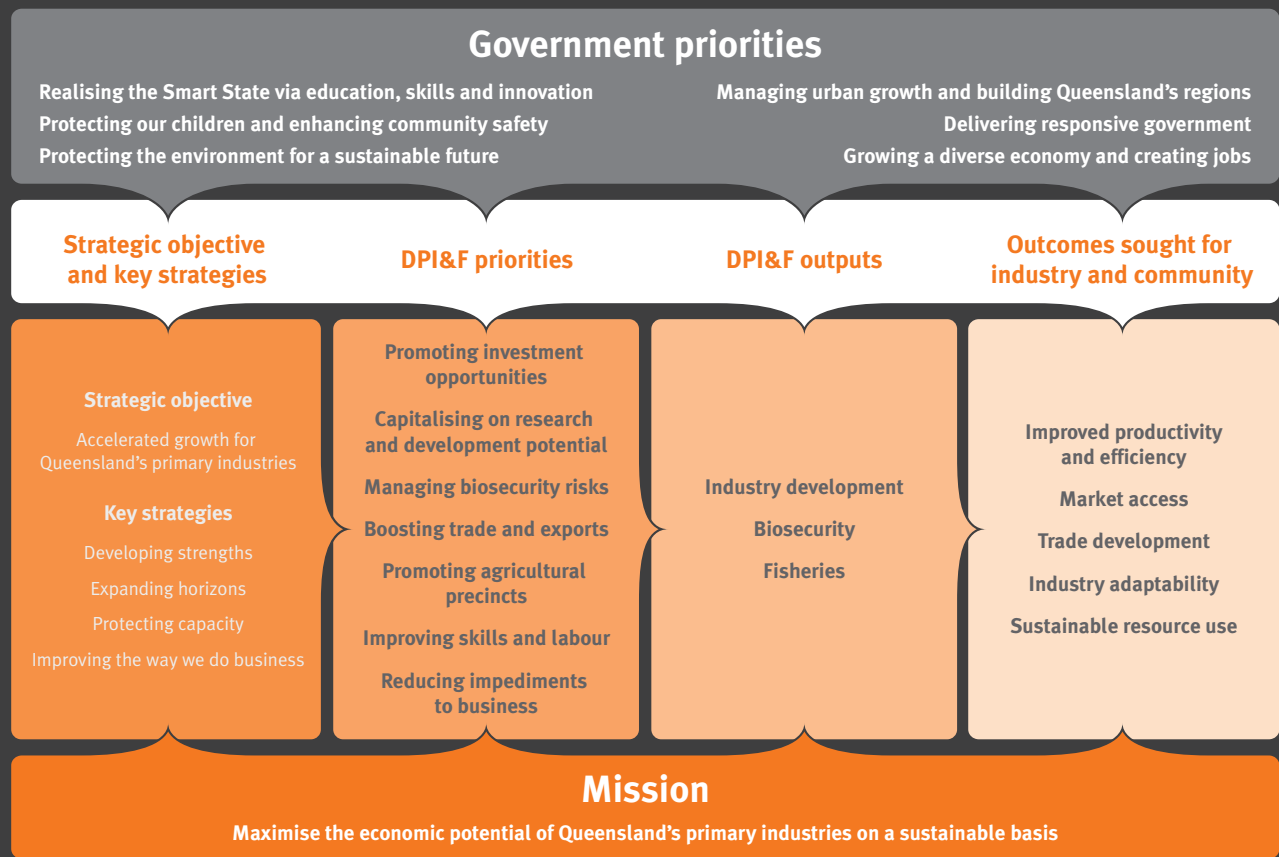 Government priorities
Realising the Smart State via education, skills and innovation
Protecting our children and enhancing community safety
Protecting the environment for a sustainable future
Managing urban growth and building Queensland's regions
Delivering responsive government
Growing a diverse economy and creating jobs
Strategic objective
and key strategies
DPI&F priorities
DPI&F outputs
Outcomes sought for
industry and community
Strategic objective
Accelerated growth for
Queensland's primary industries
Key strategies
Developing strengths
Expanding horizons
Protecting capacity
Improving the way we do business
Promoting investment
opportunities
Capitalising on research
and development potential
Managing biosecurity risks
Boosting trade and exports
Promoting agricultural
precincts
Improving skills and labour
Reducing impediments
to business
Industry development
Biosecurity
Fisheries
Improved productivity
and efficiency
Market access
Trade development
Industry adaptability
Sustainable resource use
Mission
Maximise the economic potential of Queensland's primary industries on a sustainable basis